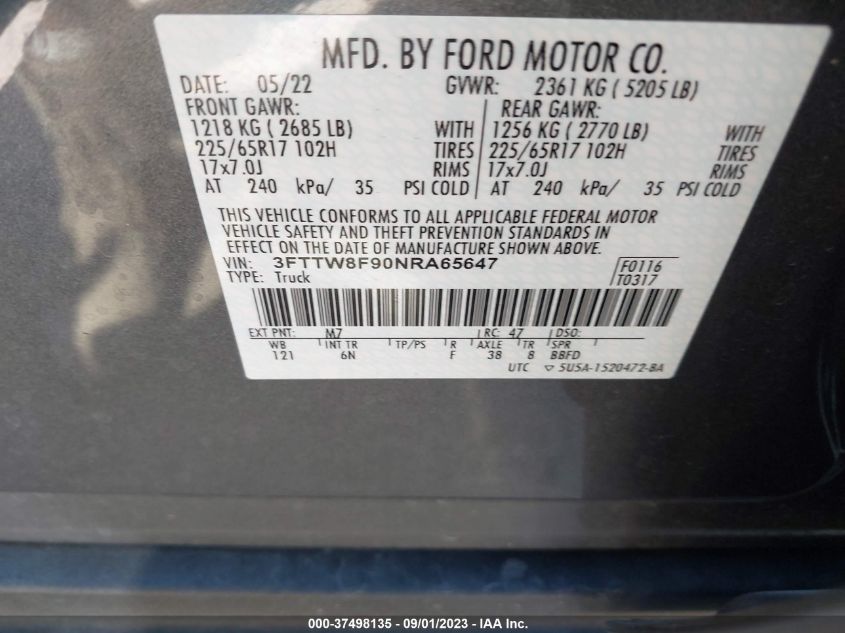 MFD. BY FORD MOTOR CO.
DATE: 05/22 GVWR: 2361 KG ( 5205 LB)
FRONT GAWR: REAR GAWR:
1218 KG ( 2685 LB) WITH 1256 KG ( 2770 LB) WITH
225/65R17 102H TIRES 225/65R17 102H TIRES
17x7.0J RIMS 17x7.0J RIMS
AT 240 kPa/ 35 PSI COLD AT 240 kPa/ 35 PSI COLD
THIS VEHICLE CONFORMS TO ALL APPLICABLE FEDERAL MOTOR
VEHICLE SAFETY AND THEFT PREVENTION STANDARDS IN
EFFECT ON THE DATE OF MANUFACTURE SHOWN ABOVE.
VIN: 3FTTW8F90NRA65647 F0116
TYPE: Truck T0317
EXT PNT: M7 RC: 47 DSO:
WB INT TR TP/PS R AXLE TR SPR
121 6N F 38 8 BBFD
UTC ▽ 5U5A-1520472-BA
000-37498135 - 09/01/2023 - IAA Inc.